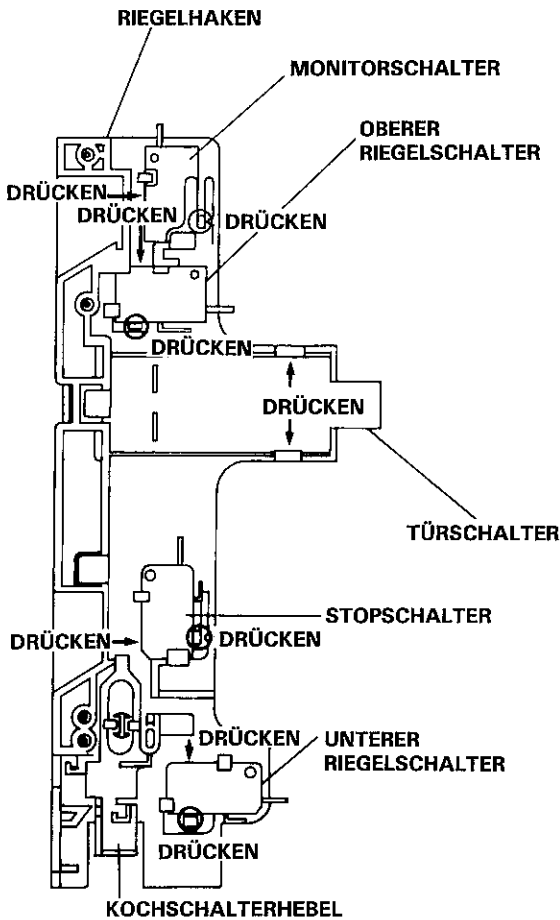 RIEGELHAKEN
MONITORSCHALTER
OBERER
RIEGELSCHALTER
DRÜCKEN
DRÜCKEN
DRÜCKEN
DRÜCKEN
DRÜCKEN
TÜRSCHALTER
STOPSCHALTER
DRÜCKEN
DRÜCKEN
DRÜCKEN
UNTERER
RIEGELSCHALTER
DRÜCKEN
KOCHSCHALTERHEBEL